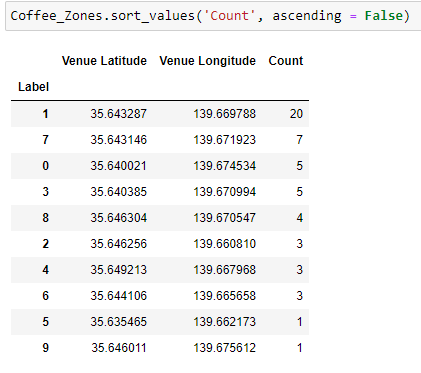 Coffee_Zones.sort_values('Count', ascending = False)
Venue Latitude Venue Longitude Count
Label
1 35.643287 139.669788 20
7 35.643146 139.671923 7
0 35.640021 139.674534 5
3 35.640385 139.670994 5
8 35.646304 139.670547 4
2 35.646256 139.660810 3
4 35.649213 139.667968 3
6 35.644106 139.665658 3
5 35.635465 139.662173 1
9 35.646011 139.675612 1